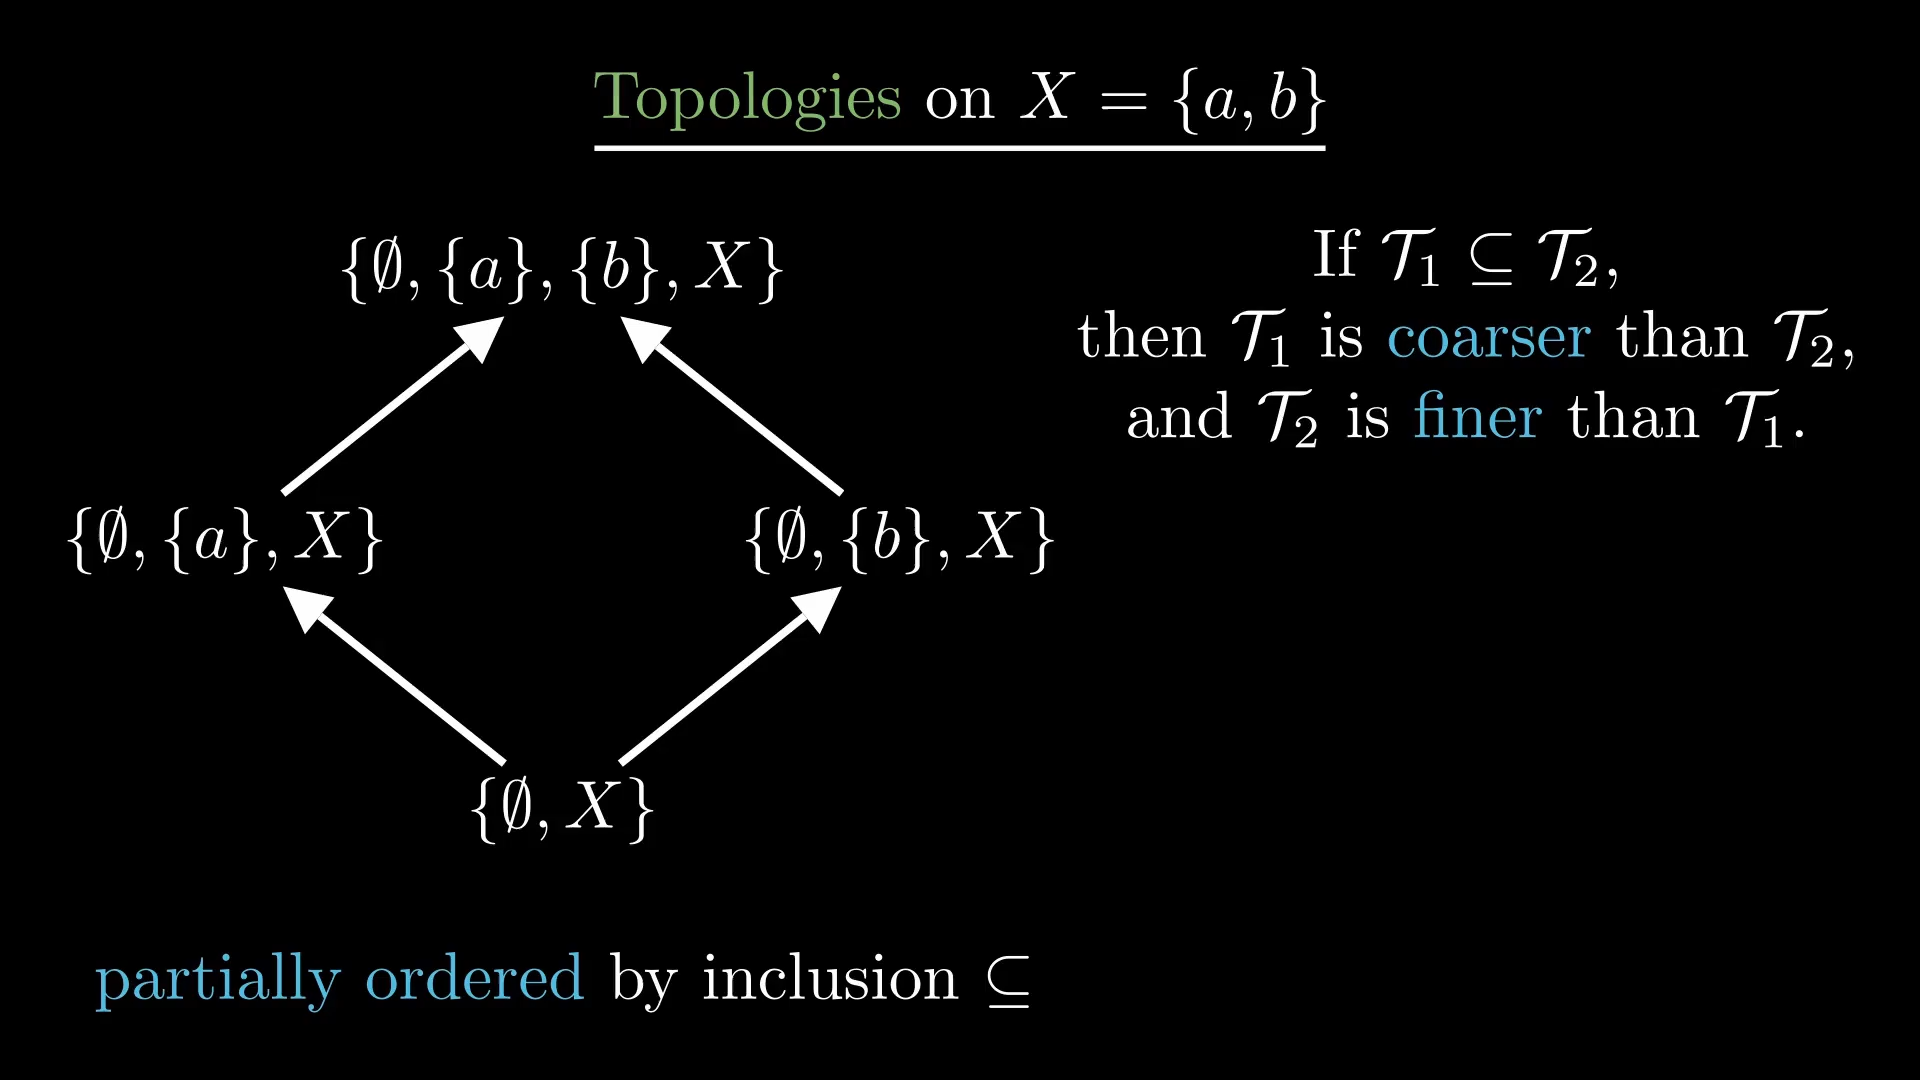 Topologies on X = {a, b}
{∅, {a}, {b}, X}
If 𝒯₁ ⊆ 𝒯₂,
then 𝒯₁ is coarser than 𝒯₂,
and 𝒯₂ is finer than 𝒯₁.
{∅, {a}, X}
{∅, {b}, X}
{∅, X}
partially ordered by inclusion ⊆